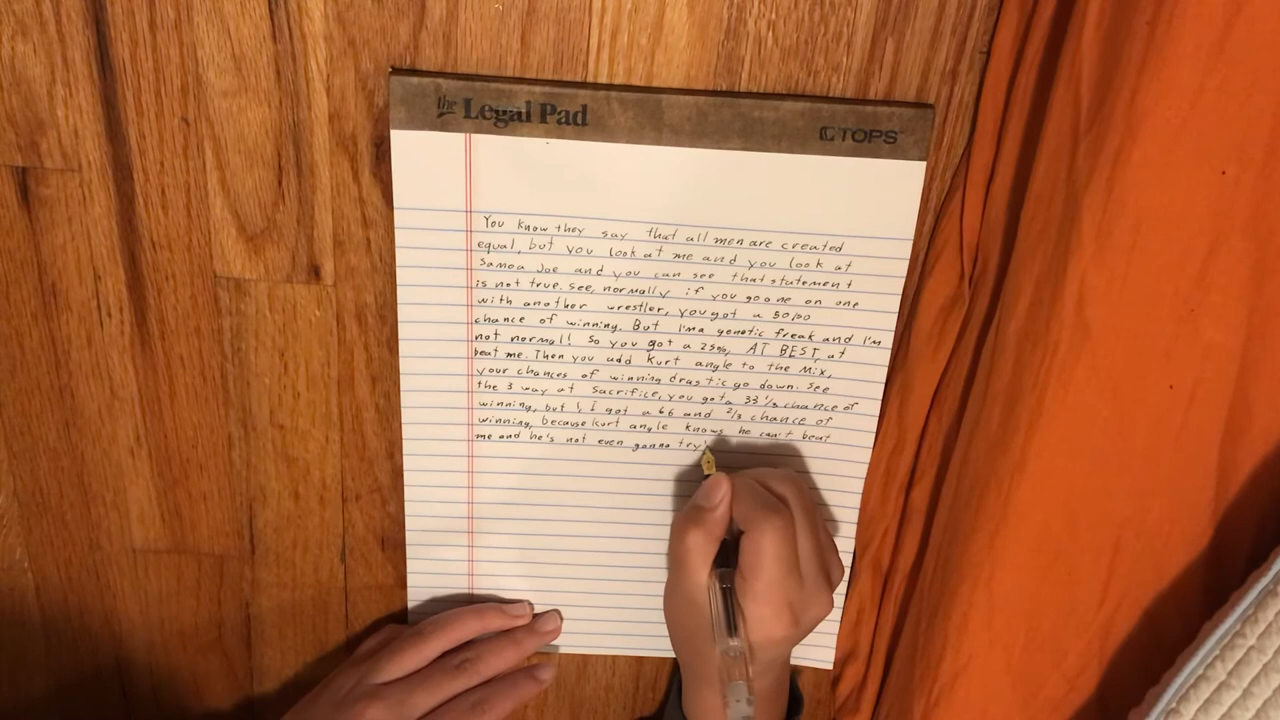 the Legal Pad
TOPS
You know they say that all men are created
equal, but you look at me and you look at
Samoa Joe and you can see that statement
is not true. See, normally if you go one on one
with another wrestler, you got a 50/50
chance of winning. But I'm a genetic freak and I'm
not normal! So you got a 25%, AT BEST, at
beat me. Then you add Kurt angle to the mix,
your chances of winning drastic go down. See
the 3 way at Sacrifice, you got a 33 1/3 chance of
winning, but I, I got a 66 and 2/3 chance of
winning, because Kurt angle knows he can't beat
me and he's not even gonna try!